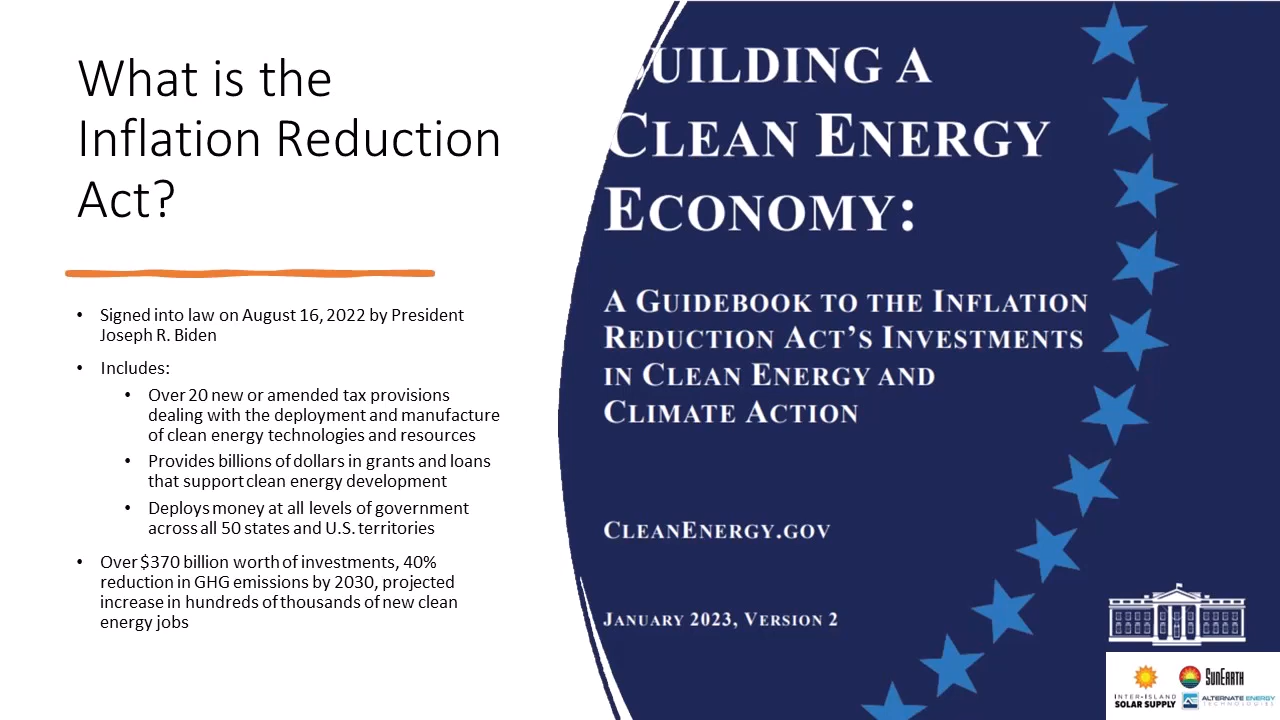 What is the
Inflation Reduction
Act?
• Signed into law on August 16, 2022 by President
Joseph R. Biden
• Includes:
• Over 20 new or amended tax provisions
dealing with the deployment and manufacture
of clean energy technologies and resources
• Provides billions of dollars in grants and loans
that support clean energy development
• Deploys money at all levels of government
across all 50 states and U.S. territories
• Over $370 billion worth of investments, 40%
reduction in GHG emissions by 2030, projected
increase in hundreds of thousands of new clean
energy jobs
BUILDING A
CLEAN ENERGY
ECONOMY:
A GUIDEBOOK TO THE INFLATION
REDUCTION ACT'S INVESTMENTS
IN CLEAN ENERGY AND
CLIMATE ACTION
CLEANENERGY.GOV
JANUARY 2023, VERSION 2
INTER-ISLAND
SOLAR SUPPLY
SUNEARTH
ALTERNATE ENERGY
TECHNOLOGIES